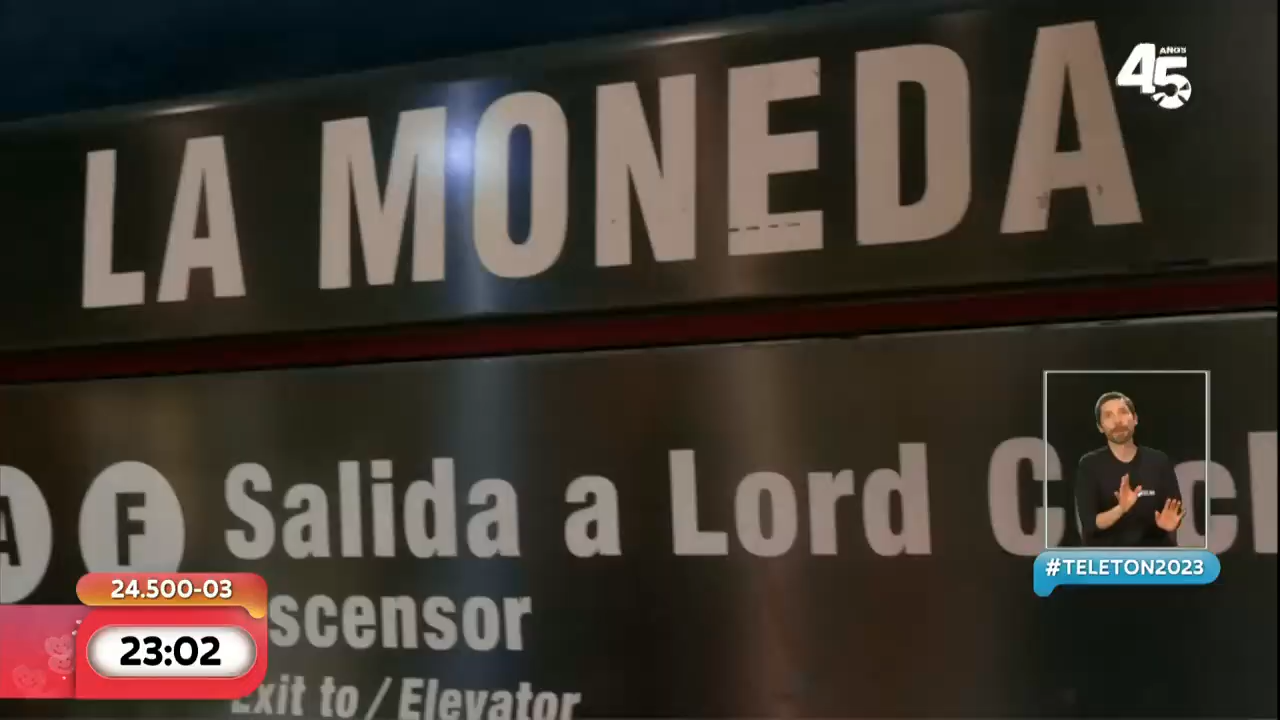 LA MONEDA
AÑOS
45
A F Salida a Lord
scensor
Exit to / Elevator
#TELETON2023
24.500-03
23:02